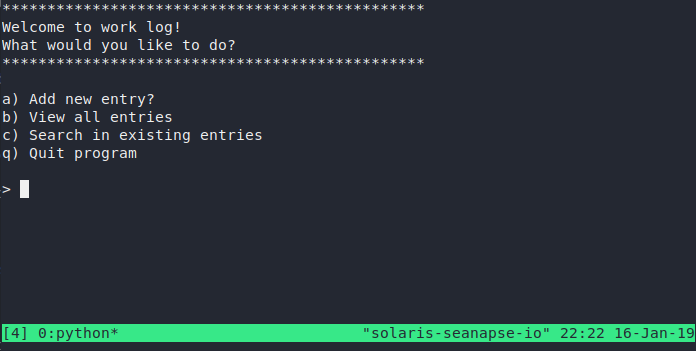 ***********************************************
Welcome to work log!
What would you like to do?
***********************************************
a) Add new entry?
b) View all entries
c) Search in existing entries
q) Quit program
>
[4] 0:python* "solaris-seanapse-io" 22:22 16-Jan-19